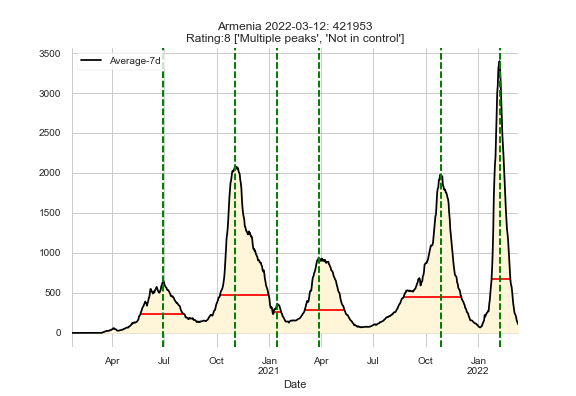 Armenia 2022-03-12: 421953
Rating:8 ['Multiple peaks', 'Not in control']
Average-7d
3500
3000
2500
2000
1500
1000
500
0
Apr Jul Oct Jan Apr Jul Oct Jan
2021 2022
Date